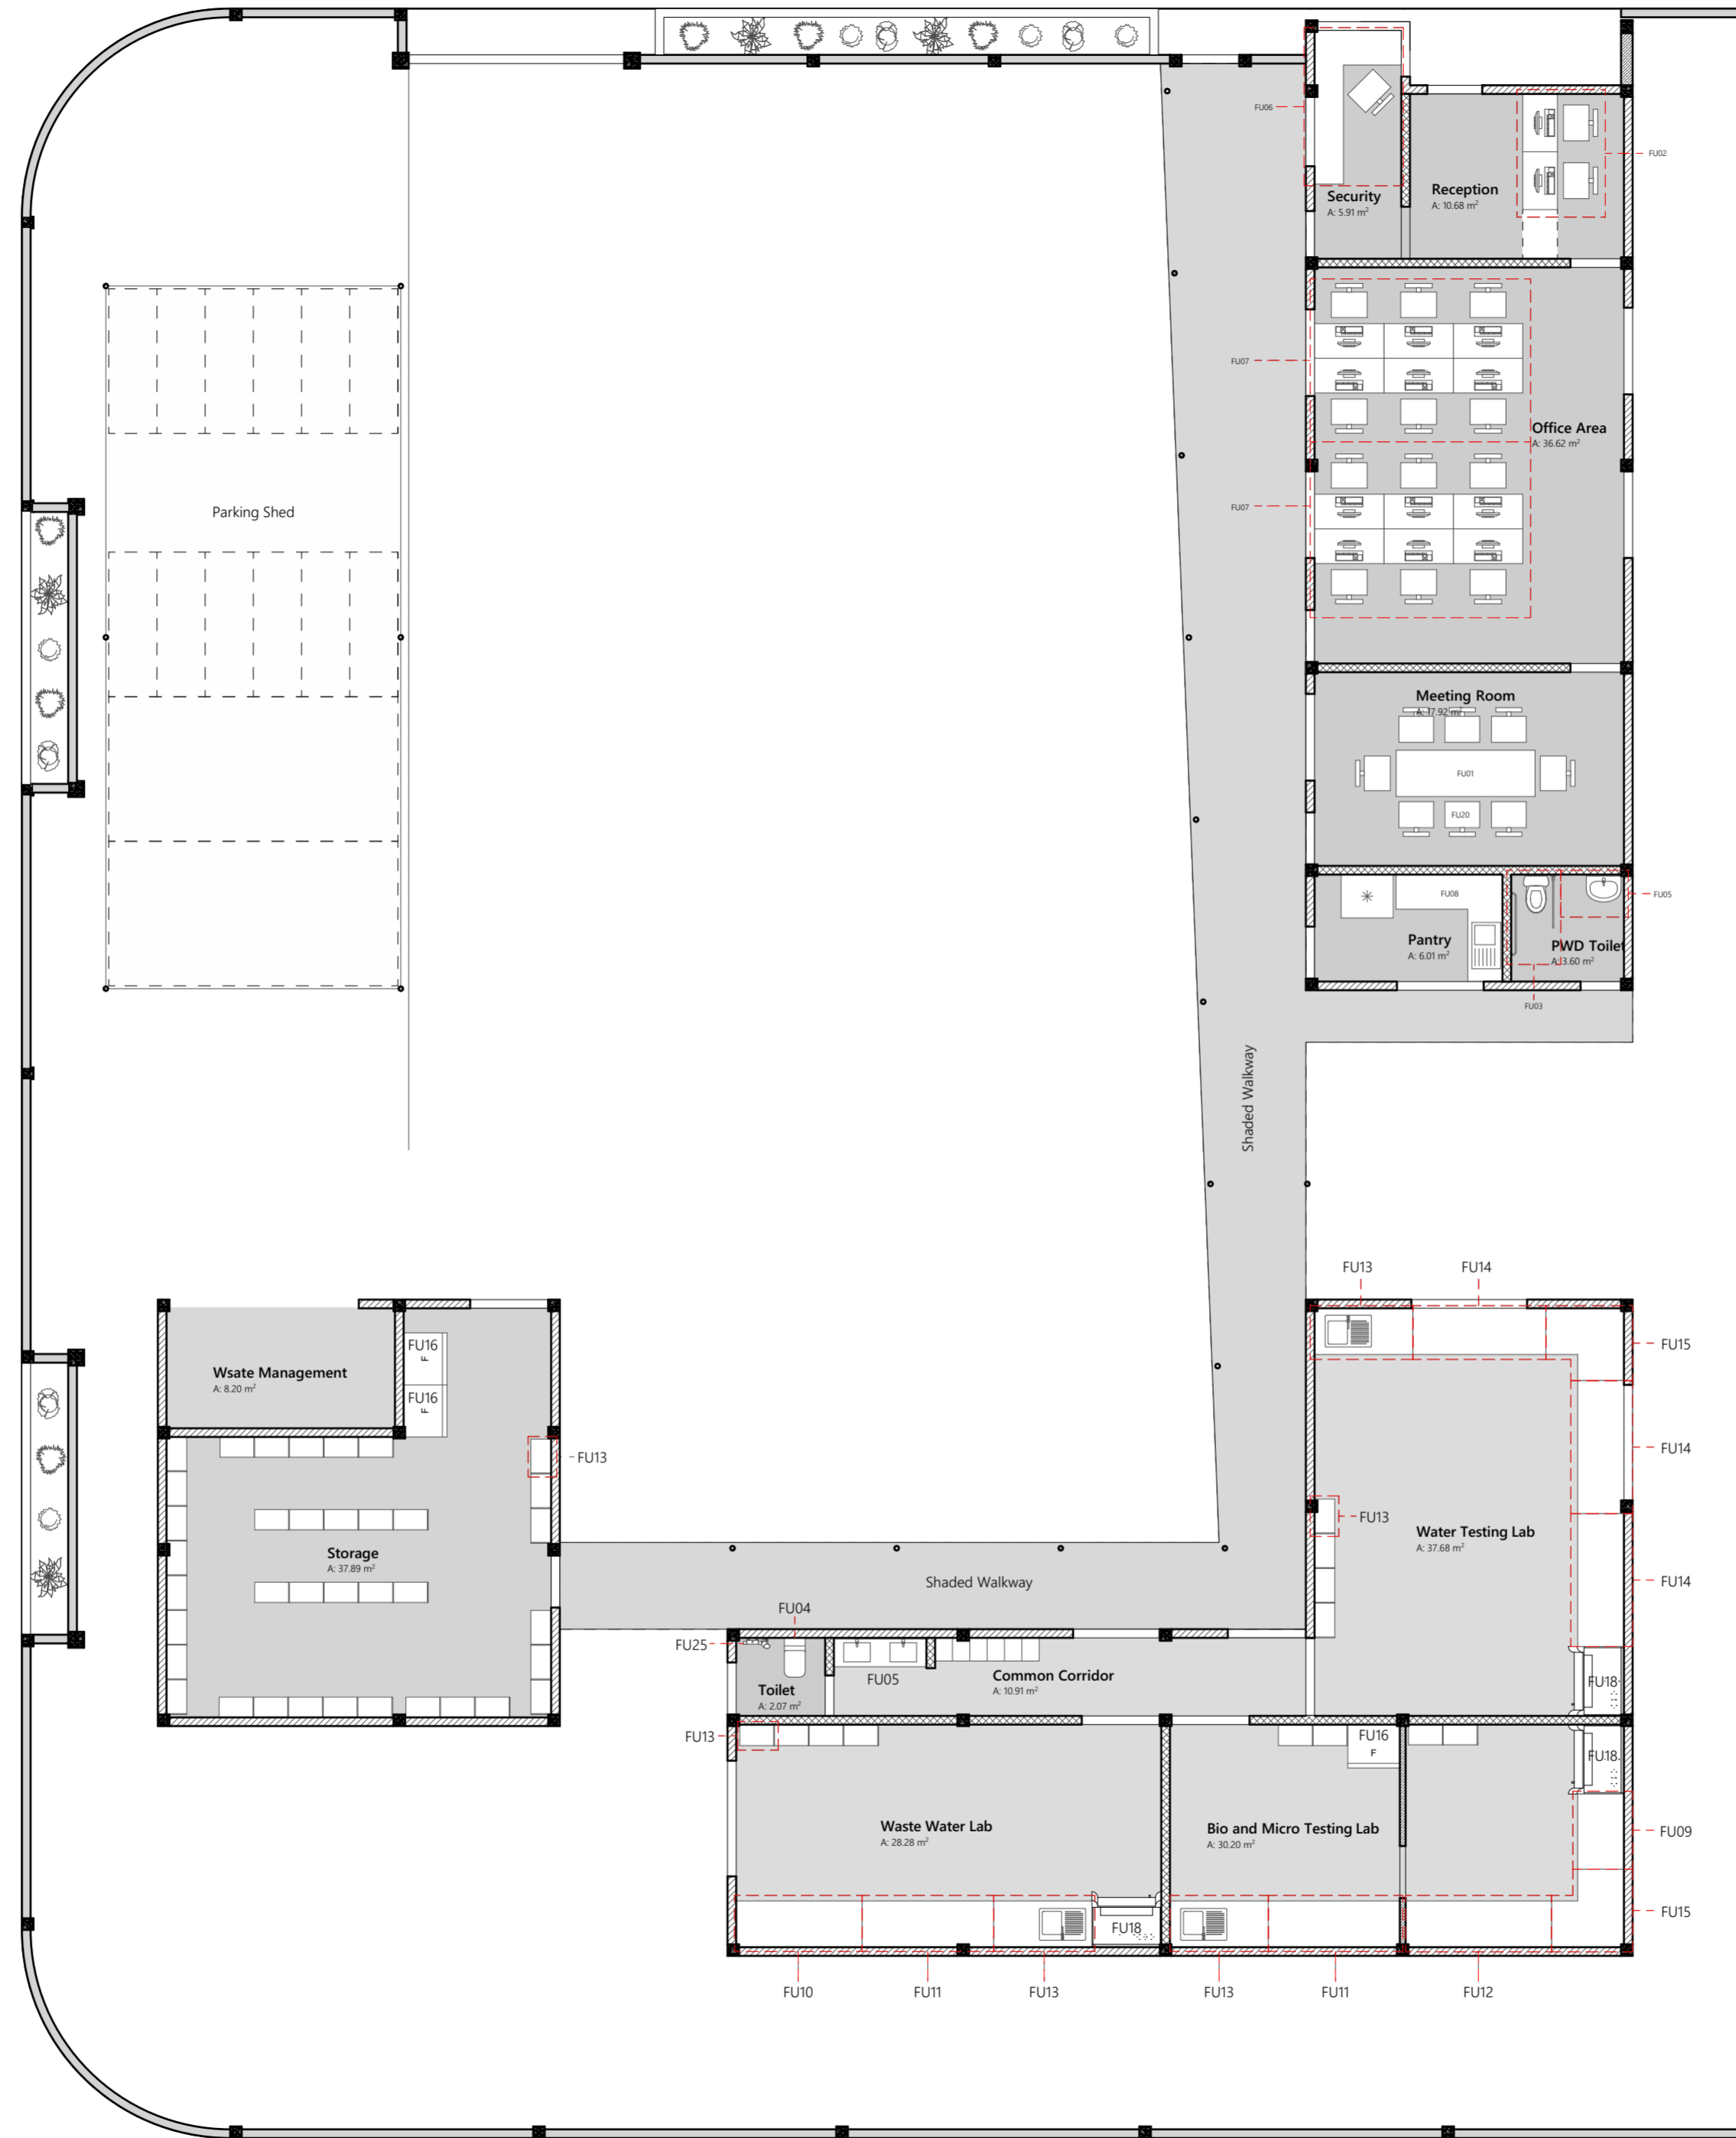 FU06
FU02
Security
A: 5.91 m²
Reception
A: 10.68 m²
FU07
Office Area
A: 36.62 m²
FU07
Parking Shed
Meeting Room
A: 17.92 m²
FU01
FU20
FU08
FU05
Pantry
A: 6.01 m²
PWD Toilet
A: 3.60 m²
FU03
Shaded Walkway
FU13
FU14
FU16
F
FU15
Wsate Management
A: 8.20 m²
FU16
F
FU14
FU13
FU13
Water Testing Lab
A: 37.68 m²
Storage
A: 37.89 m²
Shaded Walkway
FU14
FU04
FU25
FU05
Common Corridor
A: 10.91 m²
Toilet
A: 2.07 m²
FU18
FU13
FU16
F
FU18
Waste Water Lab
A: 28.28 m²
Bio and Micro Testing Lab
A: 30.20 m²
FU09
FU15
FU18
FU10
FU11
FU13
FU13
FU11
FU12